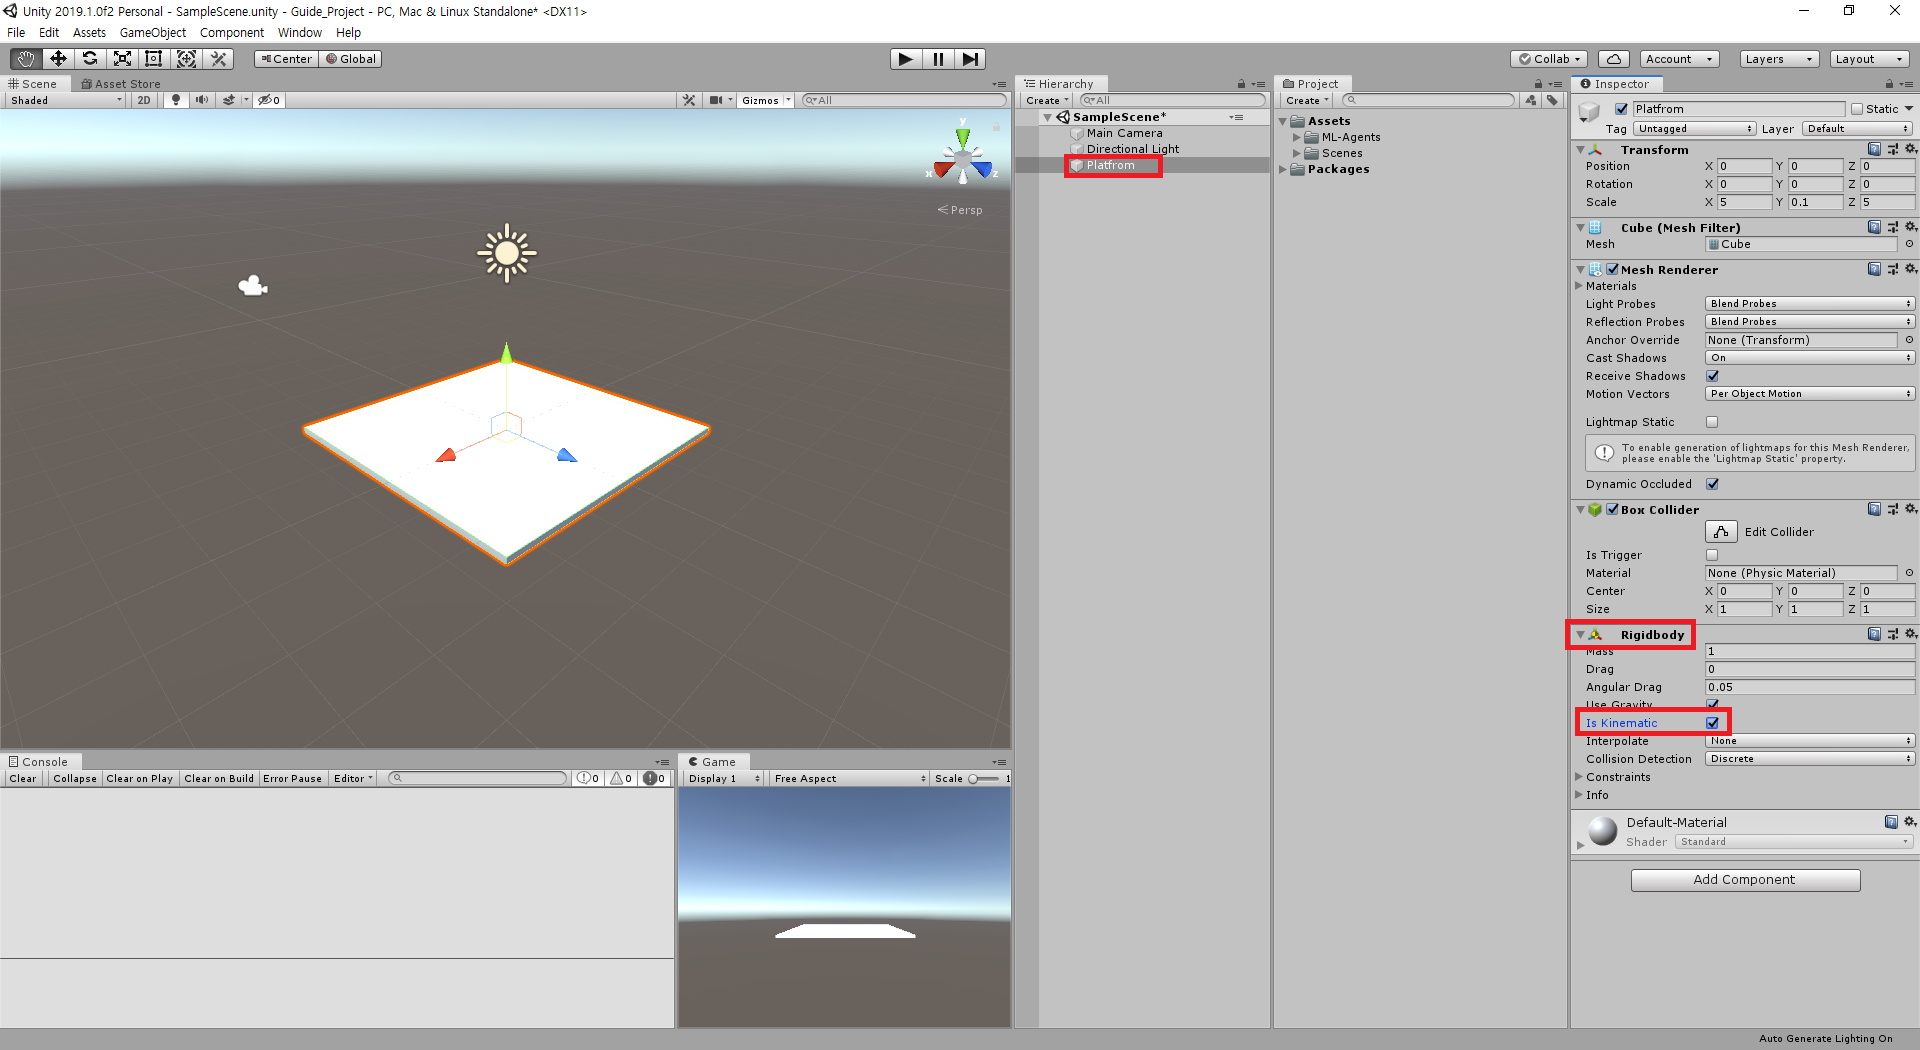 Unity 2019.1.0f2 Personal - SampleScene.unity - Guide_Project - PC, Mac & Linux Standalone* <DX11>
File Edit Assets GameObject Component Window Help
Center Global
Collab Account Layers Layout
Scene Asset Store
Shaded 2D 0 Gizmos All
y
x z
Persp
Hierarchy
Create All
SampleScene*
Main Camera
Directional Light
Platfrom
Project
Create
Assets
ML-Agents
Scenes
Packages
Inspector
Platfrom Static
Tag Untagged Layer Default
Transform
Position X 0 Y 0 Z 0
Rotation X 0 Y 0 Z 0
Scale X 5 Y 0.1 Z 5
Cube (Mesh Filter)
Mesh Cube
Mesh Renderer
Materials
Light Probes Blend Probes
Reflection Probes Blend Probes
Anchor Override None (Transform)
Cast Shadows On
Receive Shadows
Motion Vectors Per Object Motion
Lightmap Static
To enable generation of lightmaps for this Mesh Renderer,
please enable the 'Lightmap Static' property.
Dynamic Occluded
Box Collider
Edit Collider
Is Trigger
Material None (Physic Material)
Center X 0 Y 0 Z 0
Size X 1 Y 1 Z 1
Rigidbody
Mass 1
Drag 0
Angular Drag 0.05
Use Gravity
Is Kinematic
Interpolate None
Collision Detection Discrete
Constraints
Info
Default-Material
Shader Standard
Add Component
Console
Clear Collapse Clear on Play Clear on Build Error Pause Editor 0 0 0
Game
Display 1 Free Aspect Scale 1
Auto Generate Lighting On